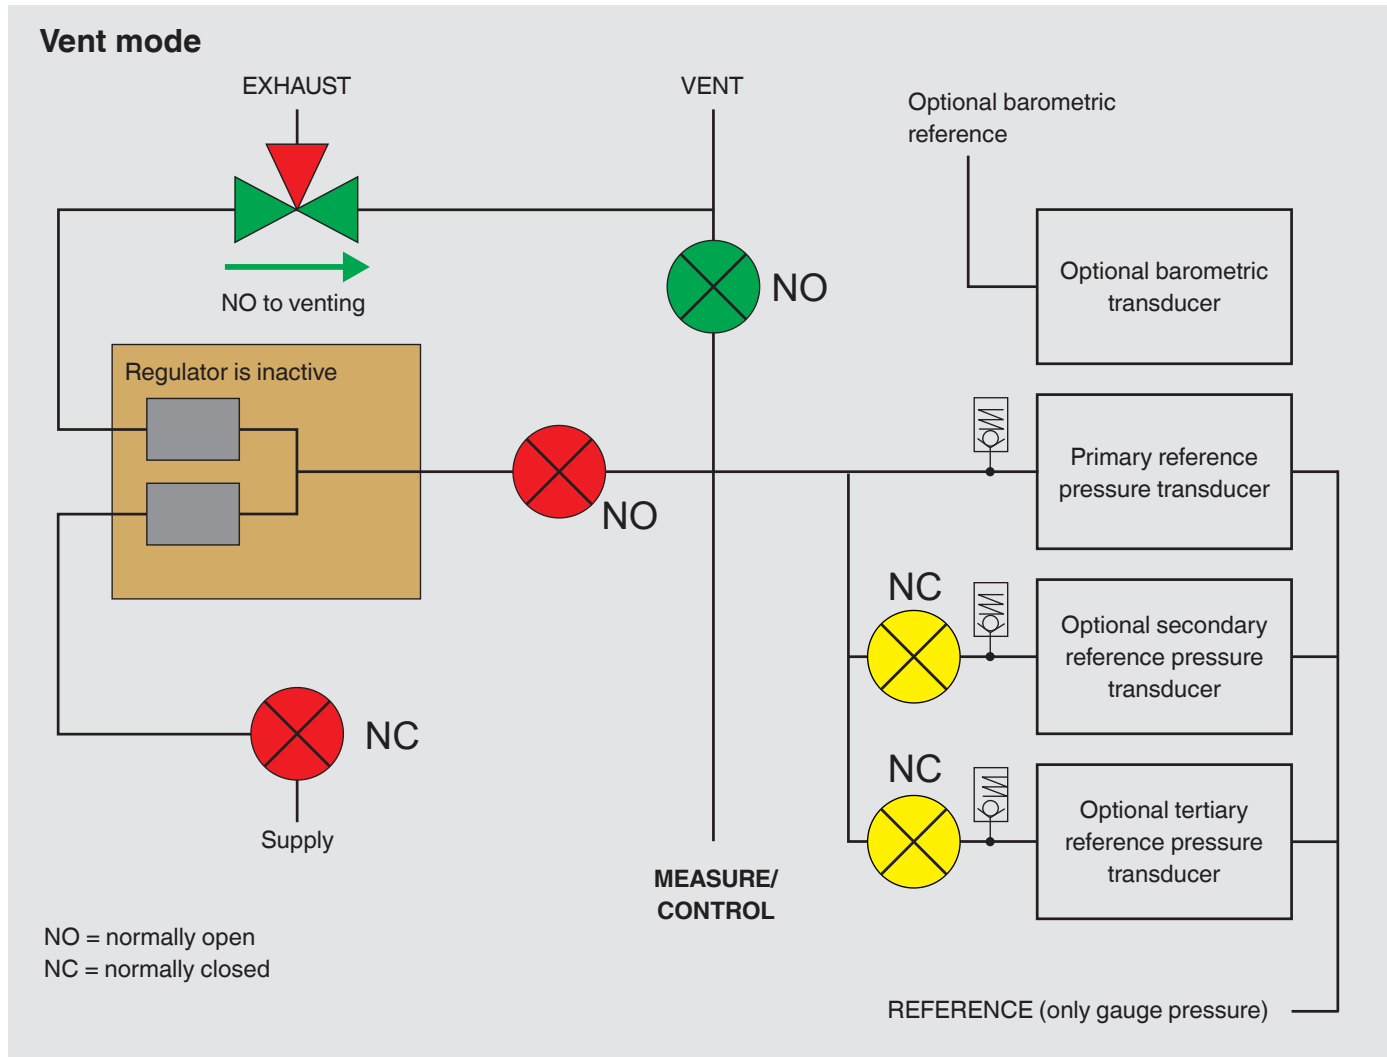 Vent mode
EXHAUST
VENT
Optional barometric
reference
NO to venting
NO
Optional barometric
transducer
Regulator is inactive
NO
Primary reference
pressure transducer
NC
Optional secondary
reference pressure
transducer
NC
Supply
NC
Optional tertiary
reference pressure
transducer
MEASURE/
CONTROL
NO = normally open
NC = normally closed
REFERENCE (only gauge pressure)